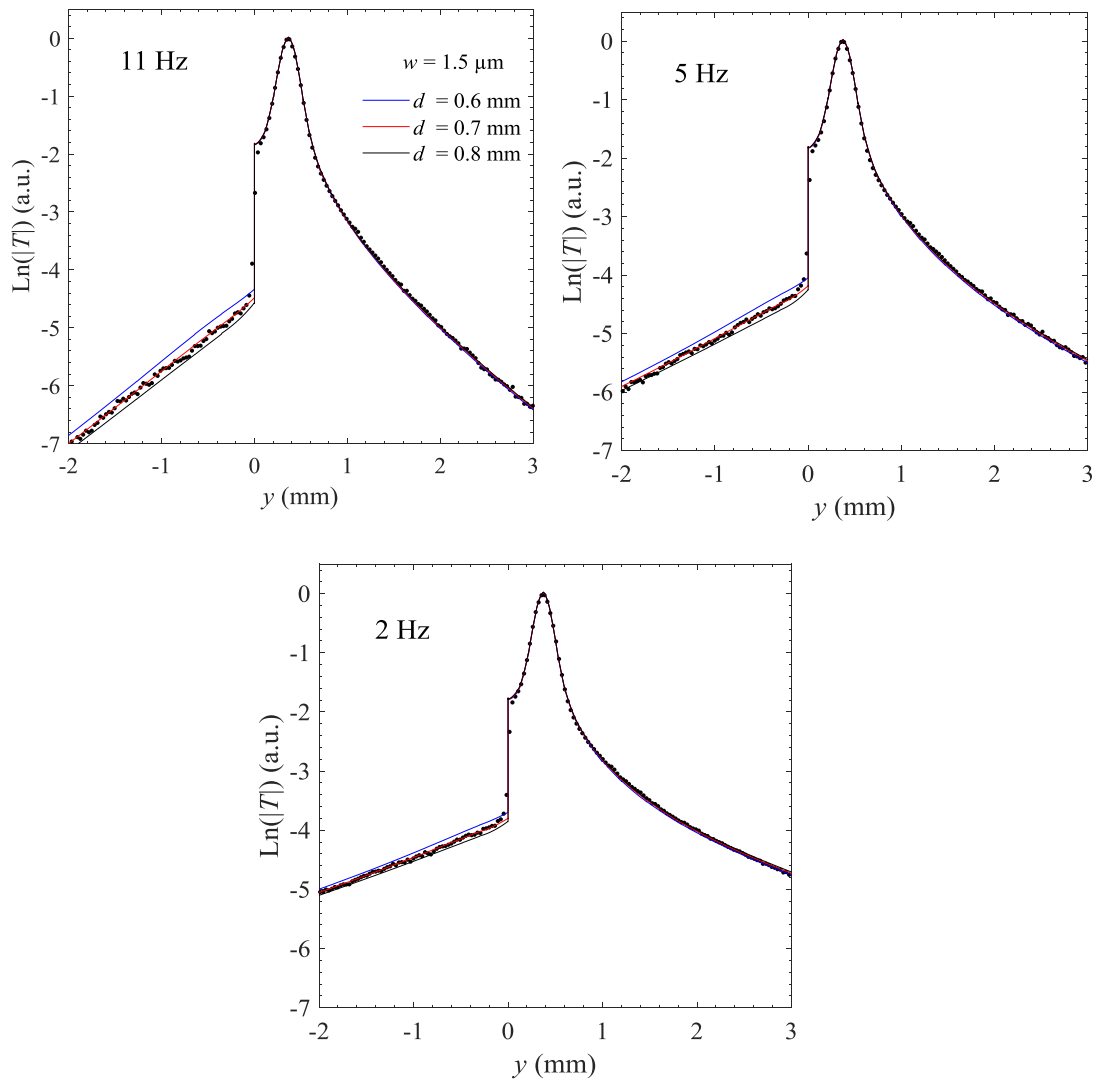 11 Hz
w = 1.5 µm
d = 0.6 mm
d = 0.7 mm
d = 0.8 mm
0
-1
-2
-3
-4
-5
-6
-7
Ln(|T|) (a.u.)
-2 -1 0 1 2 3
y (mm)
5 Hz
0
-1
-2
-3
-4
-5
-6
-7
Ln(|T|) (a.u.)
-2 -1 0 1 2 3
y (mm)
2 Hz
0
-1
-2
-3
-4
-5
-6
-7
Ln(|T|) (a.u.)
-2 -1 0 1 2 3
y (mm)